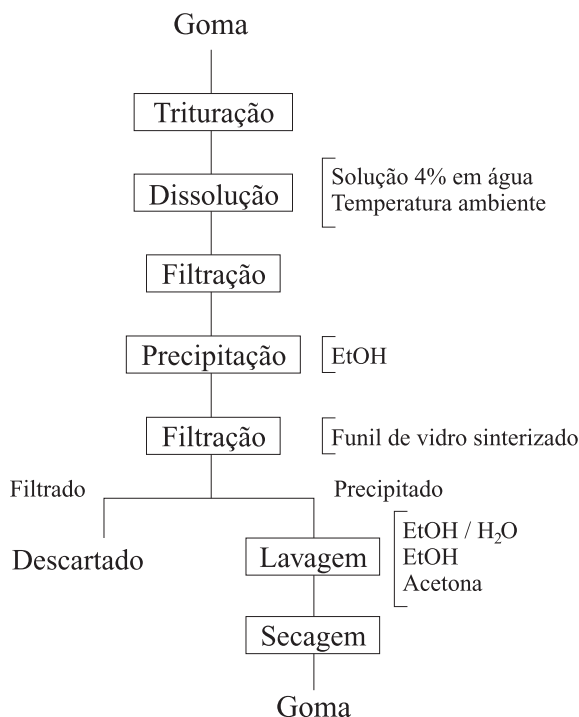 Goma
Trituração
Dissolução
Solução 4% em água
Temperatura ambiente
Filtração
Precipitação
EtOH
Filtração
Funil de vidro sinterizado
Filtrado
Precipitado
Descartado
Lavagem
EtOH / H₂O
EtOH
Acetona
Secagem
Goma